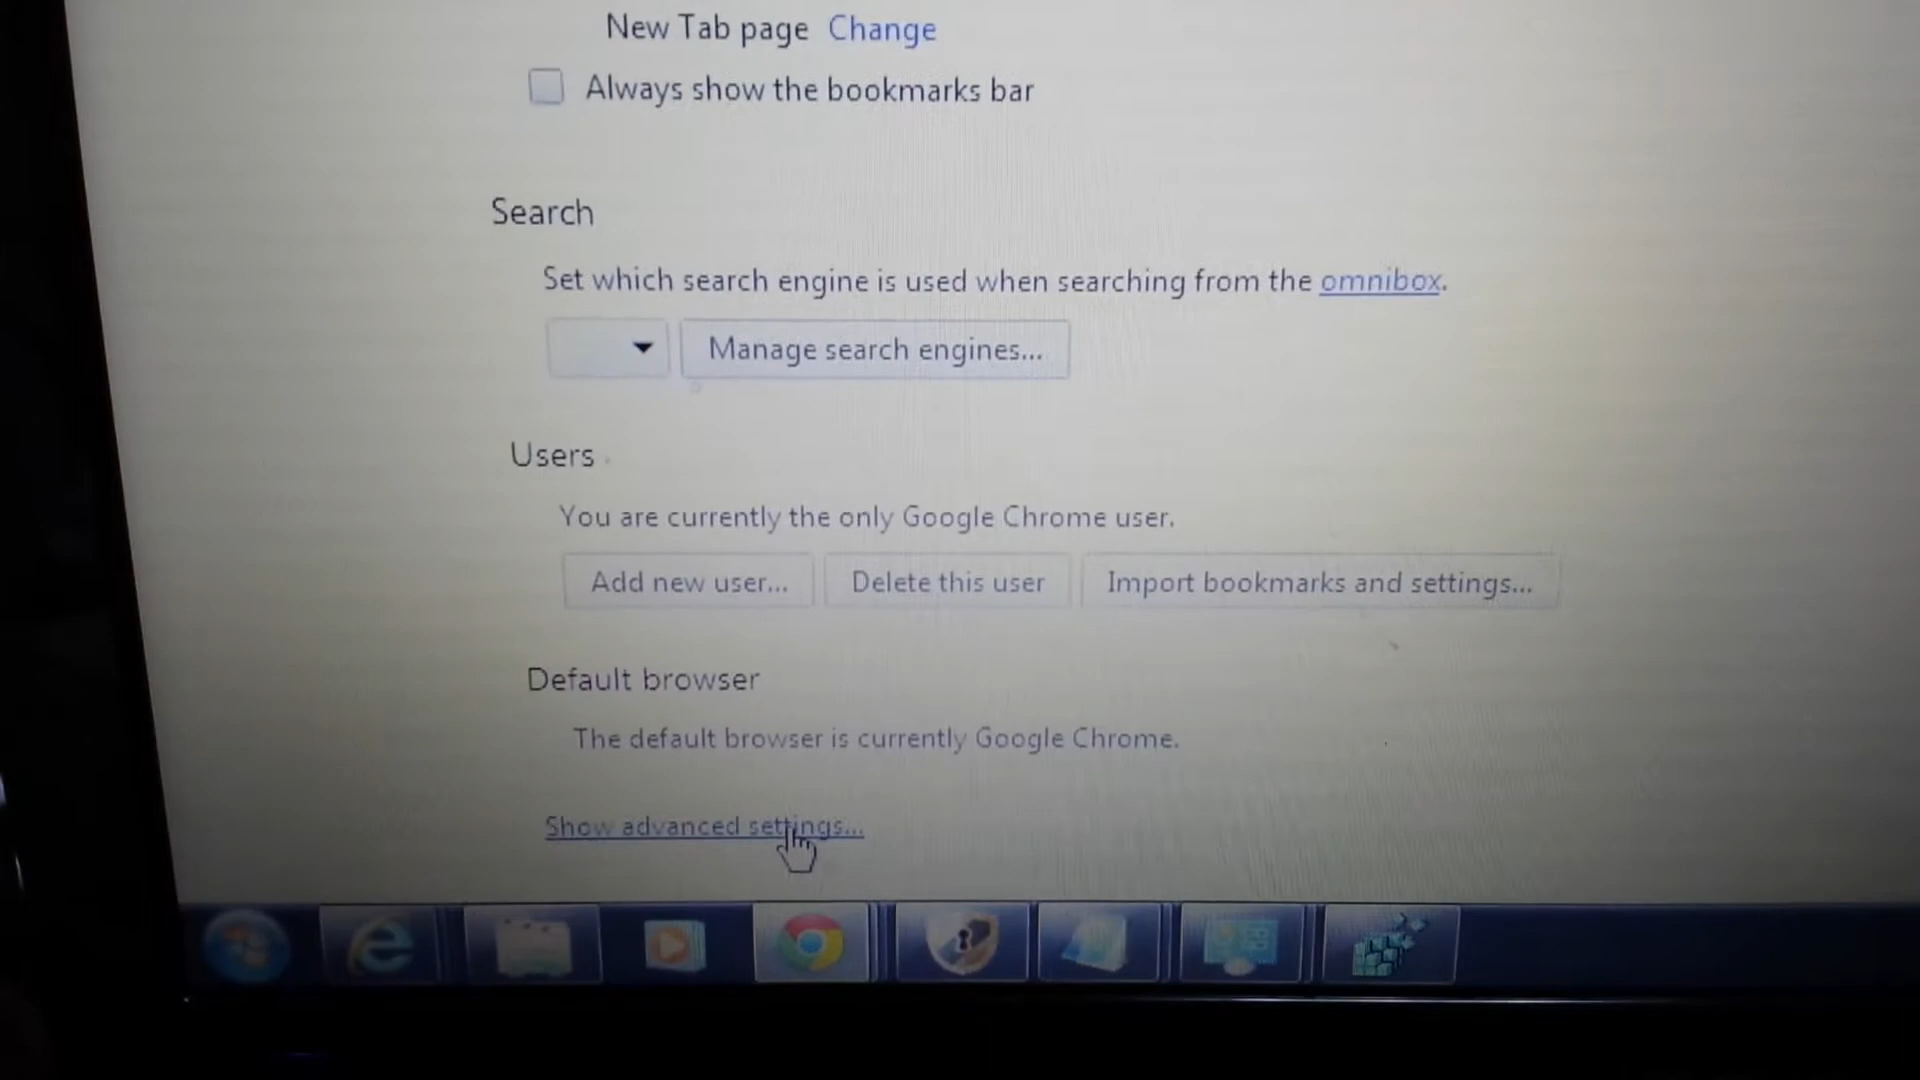 New Tab page Change
Always show the bookmarks bar
Search
Set which search engine is used when searching from the omnibox.
Manage search engines...
Users
You are currently the only Google Chrome user.
Add new user... Delete this user Import bookmarks and settings...
Default browser
The default browser is currently Google Chrome.
Show advanced settings...